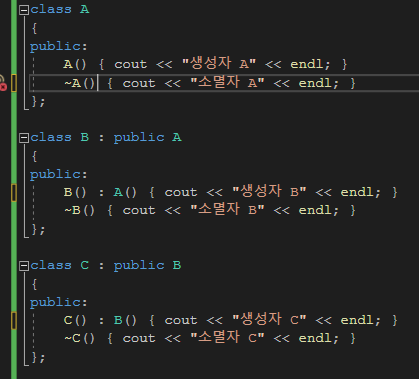 class A
{
public:
A() { cout << "생성자 A" << endl; }
~A() { cout << "소멸자 A" << endl; }
};
class B : public A
{
public:
B() : A() { cout << "생성자 B" << endl; }
~B() { cout << "소멸자 B" << endl; }
};
class C : public B
{
public:
C() : B() { cout << "생성자 C" << endl; }
~C() { cout << "소멸자 C" << endl; }
};